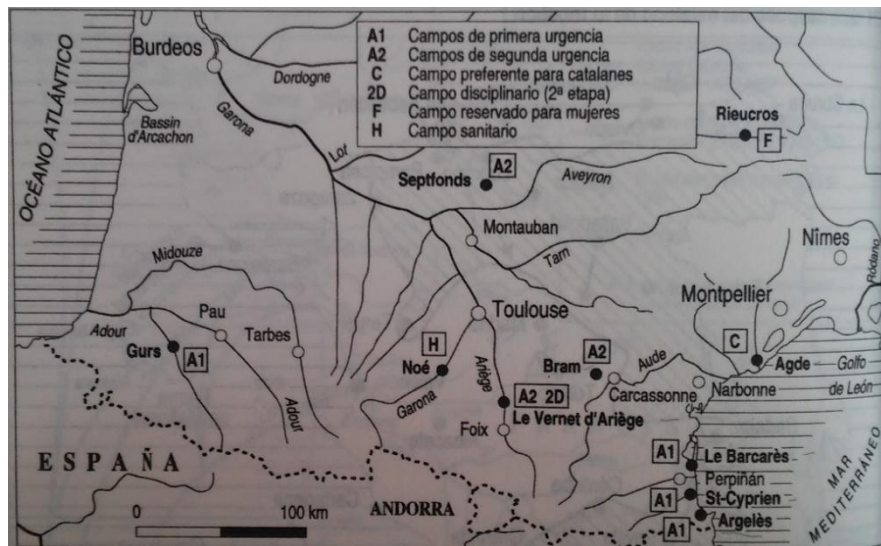 OCÉANO ATLÁNTICO
Burdeos
Bassin
d'Arcachon
Dordogne
Garona
Lot
A1 Campos de primera urgencia
A2 Campos de segunda urgencia
C Campo preferente para catalanes
2D Campo disciplinario (2ª etapa)
F Campo reservado para mujeres
H Campo sanitario
Rieucros
F
A2
Septfonds
Aveyron
Montauban
Tarn
Nîmes
Ródano
Montpellier
Midouze
Adour
Pau
Tarbes
Gurs
A1
Adour
Toulouse
H
Noé
Garona
Ariège
A2 2D
Le Vernet d'Ariège
Foix
A2
Bram
Aude
Carcassonne
Narbonne
C
Agde
Golfo
de León
A1
Le Barcarès
Perpiñán
A1
St-Cyprien
A1
Argelès
MAR
MEDITERRÁNEO
ESPAÑA
ANDORRA
0 100 km